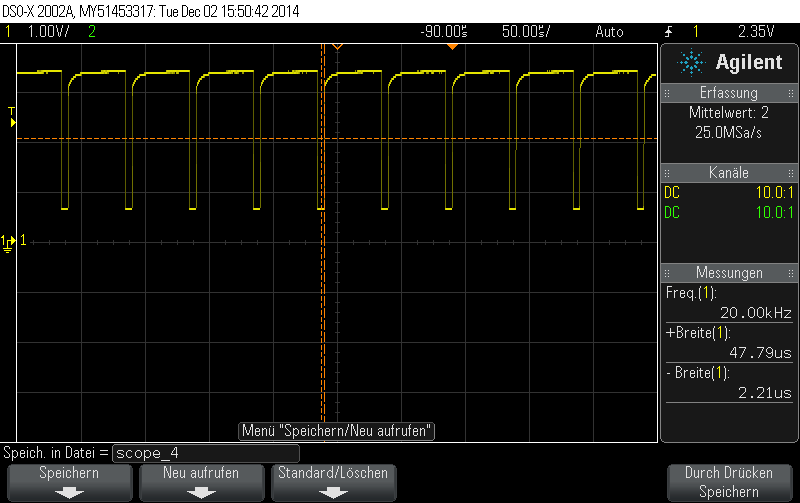 DSO-X 2002A, MY51453317: Tue Dec 02 15:50:42 2014
1 1.00V/ 2 -90.00s 50.00s/ Auto 1 2.35V
Agilent
Erfassung
Mittelwert: 2
25.0MSa/s
Kanäle
DC 10.0:1
DC 10.0:1
Messungen
Freq.(1):
20.00kHz
+Breite(1):
47.79us
- Breite(1):
2.21us
T
1 1
Menü "Speichern/Neu aufrufen"
Speich. in Datei = scope_4
Speichern Neu aufrufen Standard/Löschen
Durch Drücken
Speichern